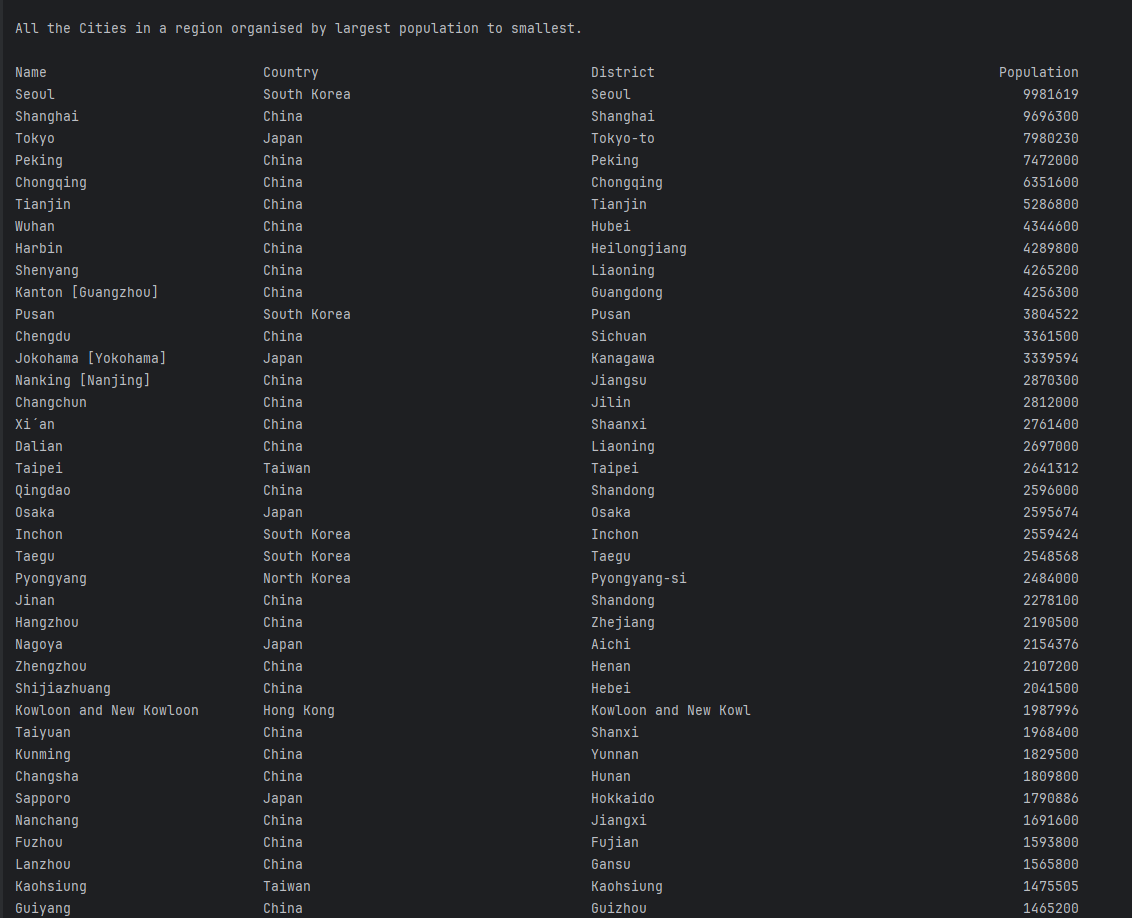 All the Cities in a region organised by largest population to smallest.
Name Country District Population
Seoul South Korea Seoul 9981619
Shanghai China Shanghai 9696300
Tokyo Japan Tokyo-to 7980230
Peking China Peking 7472000
Chongqing China Chongqing 6351600
Tianjin China Tianjin 5286800
Wuhan China Hubei 4344600
Harbin China Heilongjiang 4289800
Shenyang China Liaoning 4265200
Kanton [Guangzhou] China Guangdong 4256300
Pusan South Korea Pusan 3804522
Chengdu China Sichuan 3361500
Jokohama [Yokohama] Japan Kanagawa 3339594
Nanking [Nanjing] China Jiangsu 2870300
Changchun China Jilin 2812000
Xi´an China Shaanxi 2761400
Dalian China Liaoning 2697000
Taipei Taiwan Taipei 2641312
Qingdao China Shandong 2596000
Osaka Japan Osaka 2595674
Inchon South Korea Inchon 2559424
Taegu South Korea Taegu 2548568
Pyongyang North Korea Pyongyang-si 2484000
Jinan China Shandong 2278100
Hangzhou China Zhejiang 2190500
Nagoya Japan Aichi 2154376
Zhengzhou China Henan 2107200
Shijiazhuang China Hebei 2041500
Kowloon and New Kowloon Hong Kong Kowloon and New Kowl 1987996
Taiyuan China Shanxi 1968400
Kunming China Yunnan 1829500
Changsha China Hunan 1809800
Sapporo Japan Hokkaido 1790886
Nanchang China Jiangxi 1691600
Fuzhou China Fujian 1593800
Lanzhou China Gansu 1565800
Kaohsiung Taiwan Kaohsiung 1475505
Guiyang China Guizhou 1465200